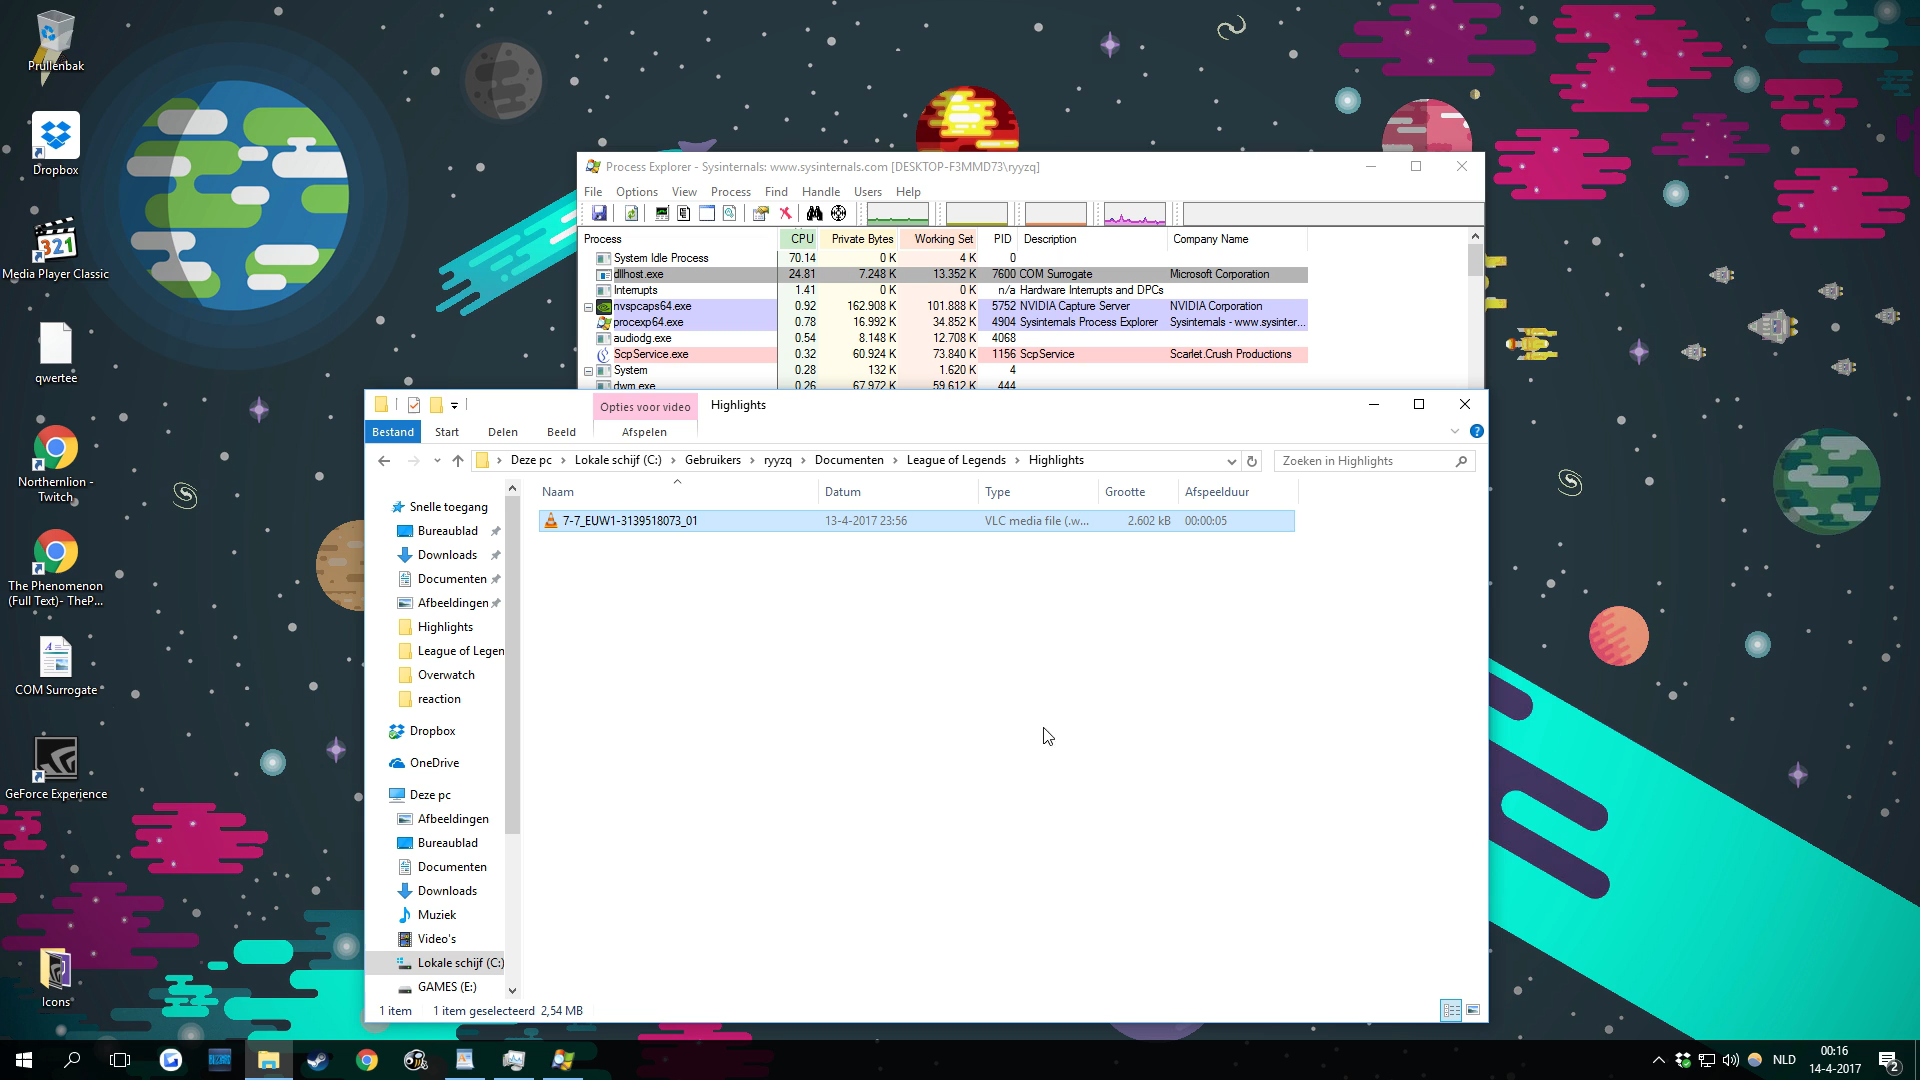 Prullenbak
Dropbox
Media Player Classic
qwertee
Northernlion -
Twitch
The Phenomenon
(Full Text)- TheP...
COM Surrogate
GeForce Experience
Icons
Process Explorer - Sysinternals: www.sysinternals.com [DESKTOP-F3MMD73\ryyzq]
File Options View Process Find Handle Users Help
Process CPU Private Bytes Working Set PID Description Company Name
System Idle Process 70.14 0 K 4 K 0
dllhost.exe 24.81 7.248 K 13.352 K 7600 COM Surrogate Microsoft Corporation
Interrupts 1.41 0 K 0 K n/a Hardware Interrupts and DPCs
nvspcaps64.exe 0.92 162.908 K 101.888 K 5752 NVIDIA Capture Server NVIDIA Corporation
procexp64.exe 0.78 16.992 K 34.852 K 4904 Sysinternals Process Explorer Sysinternals - www.sysinter...
audiodg.exe 0.54 8.148 K 12.708 K 4068
ScpService.exe 0.32 60.924 K 73.840 K 1156 ScpService Scarlet.Crush Productions
System 0.28 132 K 1.620 K 4
dwm.exe 0.26 67.972 K 59.612 K 444
Opties voor video Highlights
Bestand Start Delen Beeld Afspelen
Deze pc Lokale schijf (C:) Gebruikers ryyzq Documenten League of Legends Highlights Zoeken in Highlights
Naam Datum Type Grootte Afspeelduur
7-7_EUW1-3139518073_01 13-4-2017 23:56 VLC media file (.w... 2.602 kB 00:00:05
Snelle toegang
Bureaublad
Downloads
Documenten
Afbeeldingen
Highlights
League of Legen
Overwatch
reaction
Dropbox
OneDrive
Deze pc
Afbeeldingen
Bureaublad
Documenten
Downloads
Muziek
Video's
Lokale schijf (C:)
GAMES (E:)
1 item 1 item geselecteerd 2,54 MB
NLD
00:16
14-4-2017
2